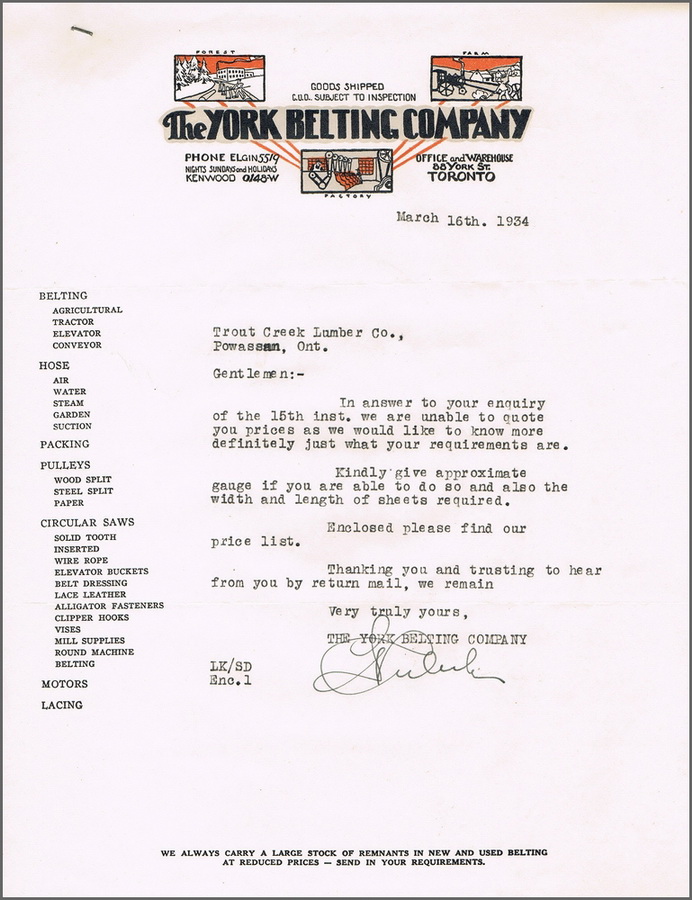 FOREST
FARM
GOODS SHIPPED
C.O.D. SUBJECT TO INSPECTION
The YORK BELTING COMPANY
PHONE ELGIN 5519
NIGHTS SUNDAYS and HOLIDAYS
KENWOOD 0148-W
OFFICE and WAREHOUSE
88 YORK ST.
TORONTO
FACTORY
March 16th. 1934
BELTING
AGRICULTURAL
TRACTOR
ELEVATOR
CONVEYOR
HOSE
AIR
WATER
STEAM
GARDEN
SUCTION
PACKING
PULLEYS
WOOD SPLIT
STEEL SPLIT
PAPER
CIRCULAR SAWS
SOLID TOOTH
INSERTED
WIRE ROPE
ELEVATOR BUCKETS
BELT DRESSING
LACE LEATHER
ALLIGATOR FASTENERS
CLIPPER HOOKS
VISES
MILL SUPPLIES
ROUND MACHINE
BELTING
MOTORS
LACING
Trout Creek Lumber Co.,
Powassan, Ont.
Gentlemen:-
In answer to your enquiry
of the 15th inst. we are unable to quote
you prices as we would like to know more
definitely just what your requirements are.
Kindly give approximate
gauge if you are able to do so and also the
width and length of sheets required.
Enclosed please find our
price list.
Thanking you and trusting to hear
from you by return mail, we remain
Very truly yours,
THE YORK BELTING COMPANY
LK/SD
Enc.1
WE ALWAYS CARRY A LARGE STOCK OF REMNANTS IN NEW AND USED BELTING
AT REDUCED PRICES — SEND IN YOUR REQUIREMENTS.